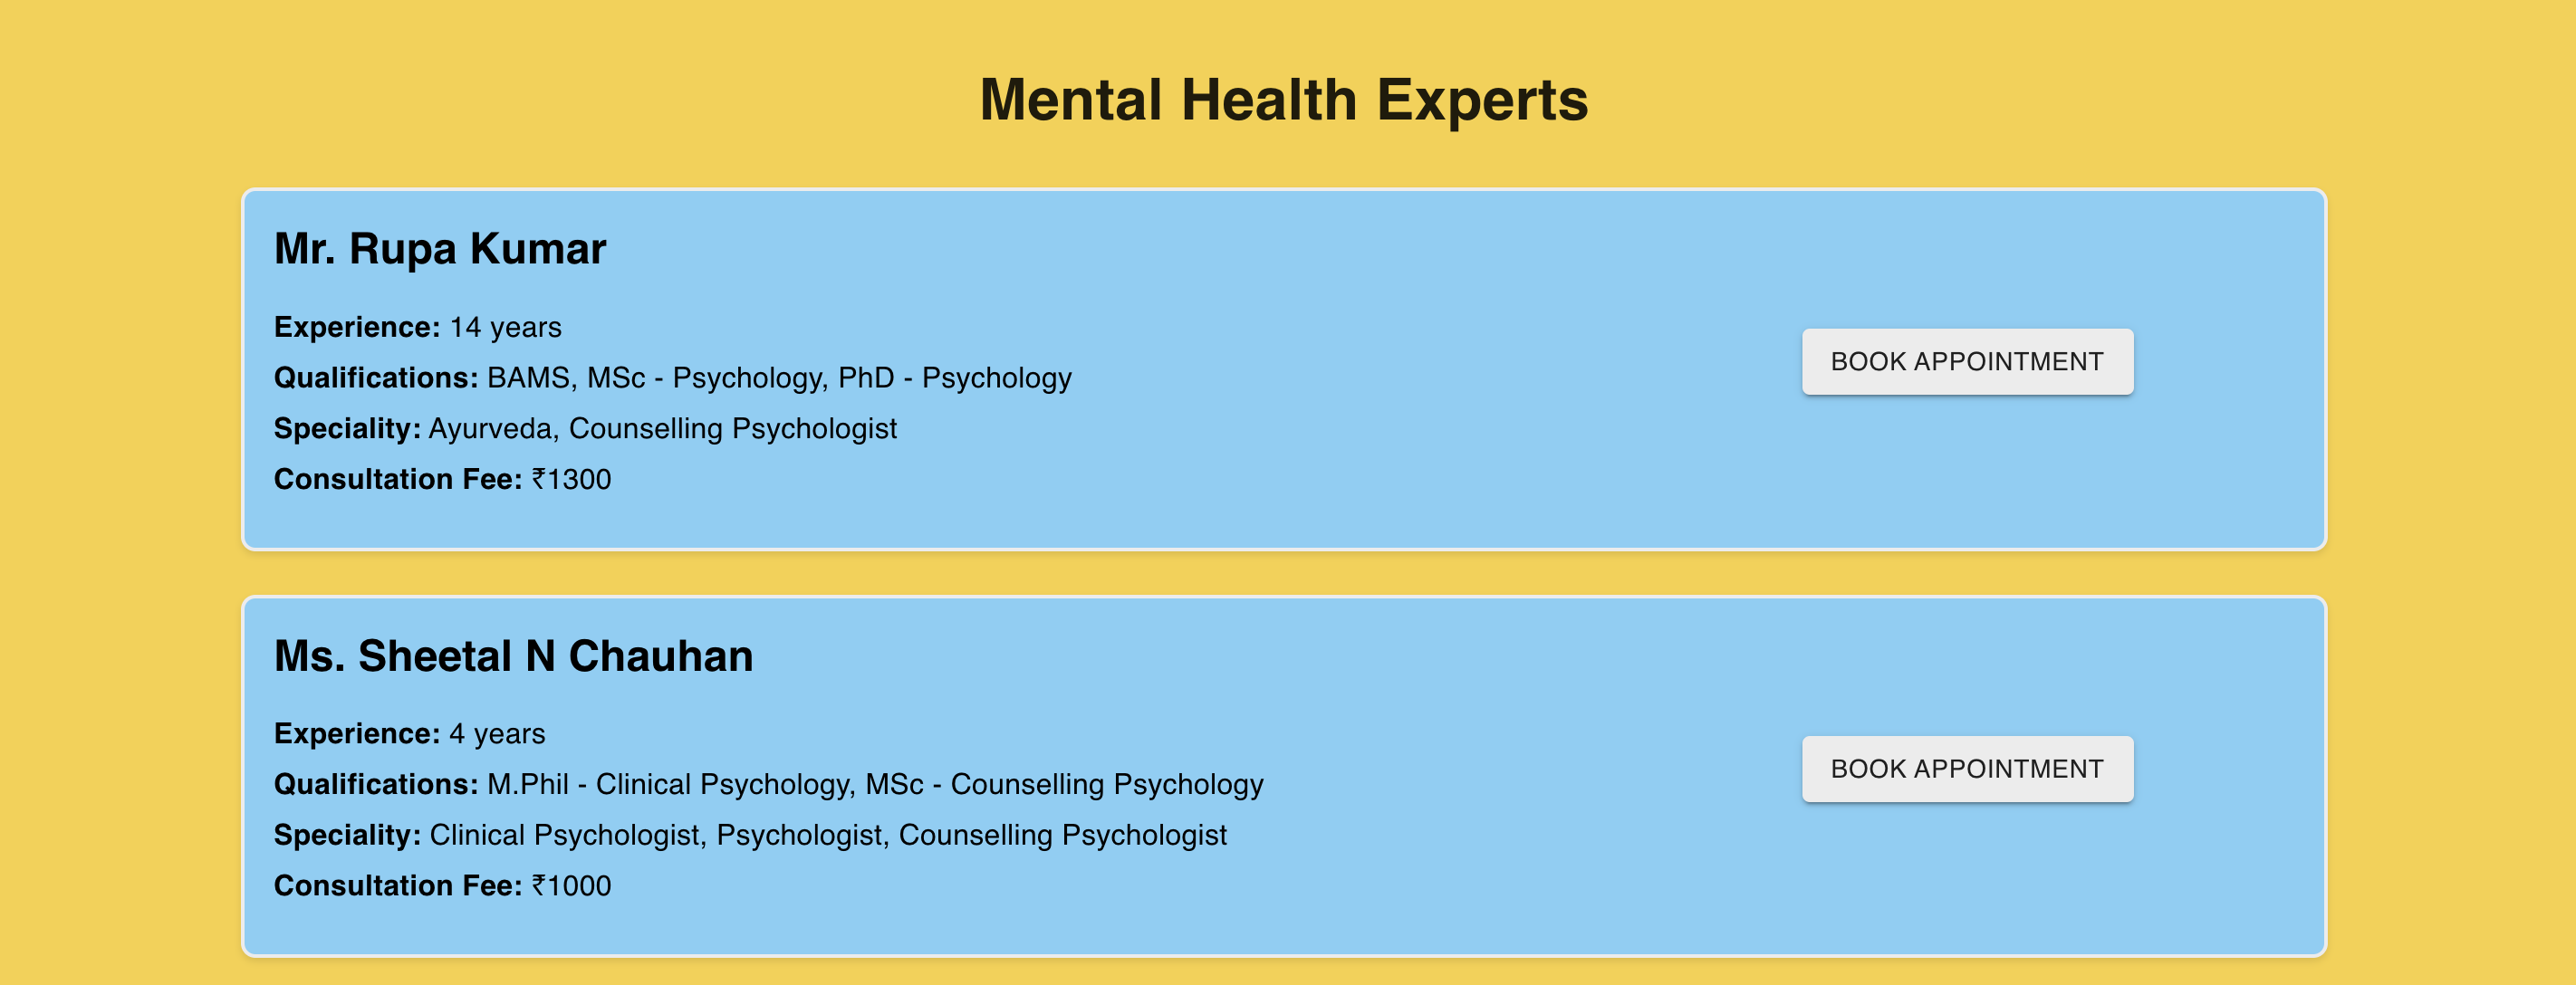 Mental Health Experts
Mr. Rupa Kumar
Experience: 14 years
Qualifications: BAMS, MSc - Psychology, PhD - Psychology
Speciality: Ayurveda, Counselling Psychologist
Consultation Fee: ₹1300
BOOK APPOINTMENT
Ms. Sheetal N Chauhan
Experience: 4 years
Qualifications: M.Phil - Clinical Psychology, MSc - Counselling Psychology
Speciality: Clinical Psychologist, Psychologist, Counselling Psychologist
Consultation Fee: ₹1000
BOOK APPOINTMENT